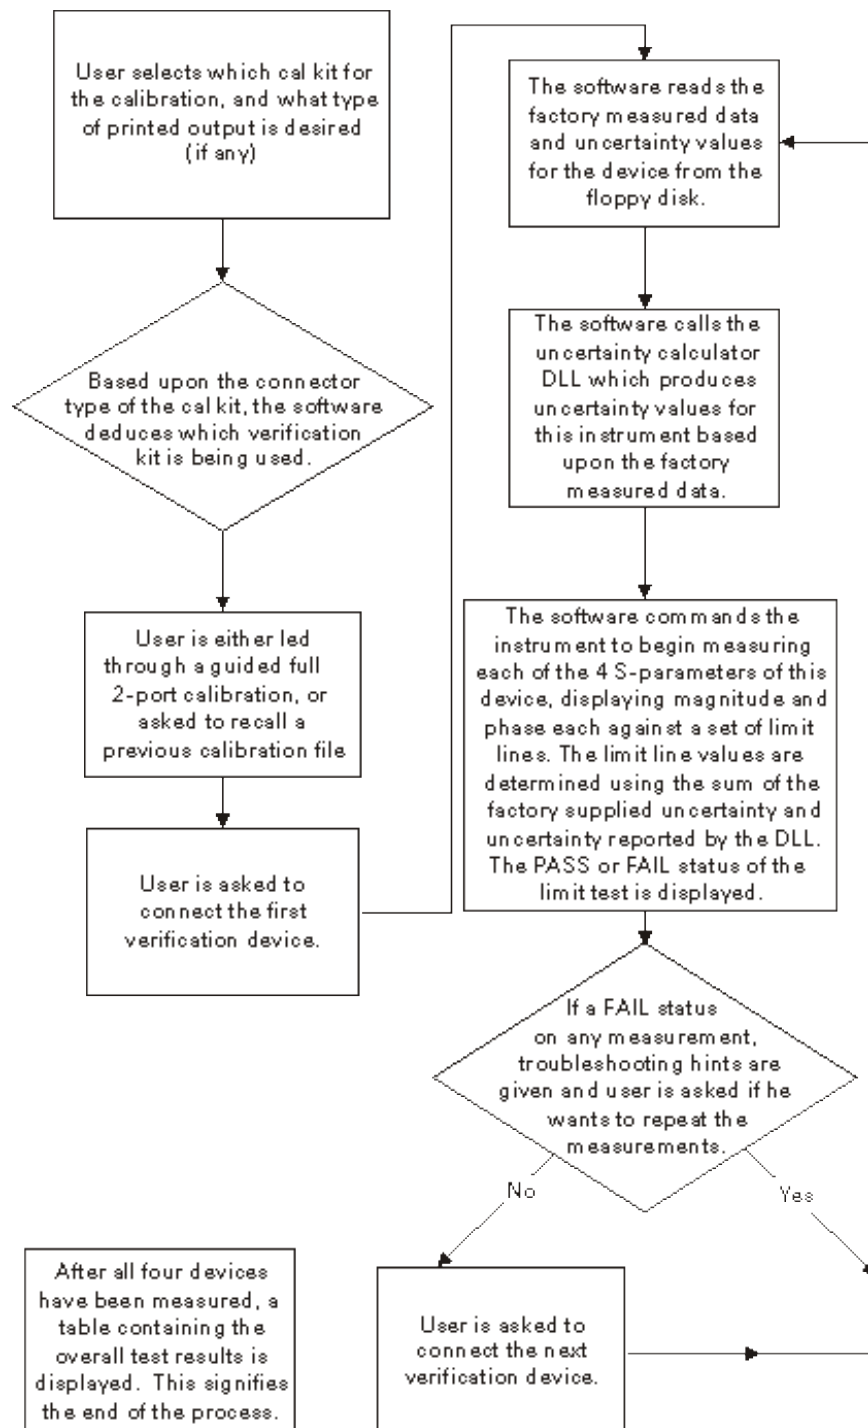 User selects which cal kit for
the calibration, and what type
of printed output is desired
(if any)
Based upon the connector
type of the cal kit, the software
deduces which verification
kit is being used.
User is either led
through a guided full
2-port calibration, or
asked to recall a
previous calibration file
User is asked to
connect the first
verification device.
The software reads the
factory measured data
and uncertainty values
for the device from the
floppy disk.
The software calls the
uncertainty calculator
DLL which produces
uncertainty values for
this instrument based
upon the factory
measured data.
The software commands the
instrument to begin measuring
each of the 4 S-parameters of this
device, displaying magnitude and
phase each against a set of limit
lines. The limit line values are
determined using the sum of the
factory supplied uncertainty and
uncertainty reported by the DLL.
The PASS or FAIL status of the
limit test is displayed.
If a FAIL status
on any measurement,
troubleshooting hints are
given and user is asked if he
wants to repeat the
measurements.
No
Yes
User is asked to
connect the next
verification device.
After all four devices
have been measured, a
table containing the
overall test results is
displayed. This signifies
the end of the process.